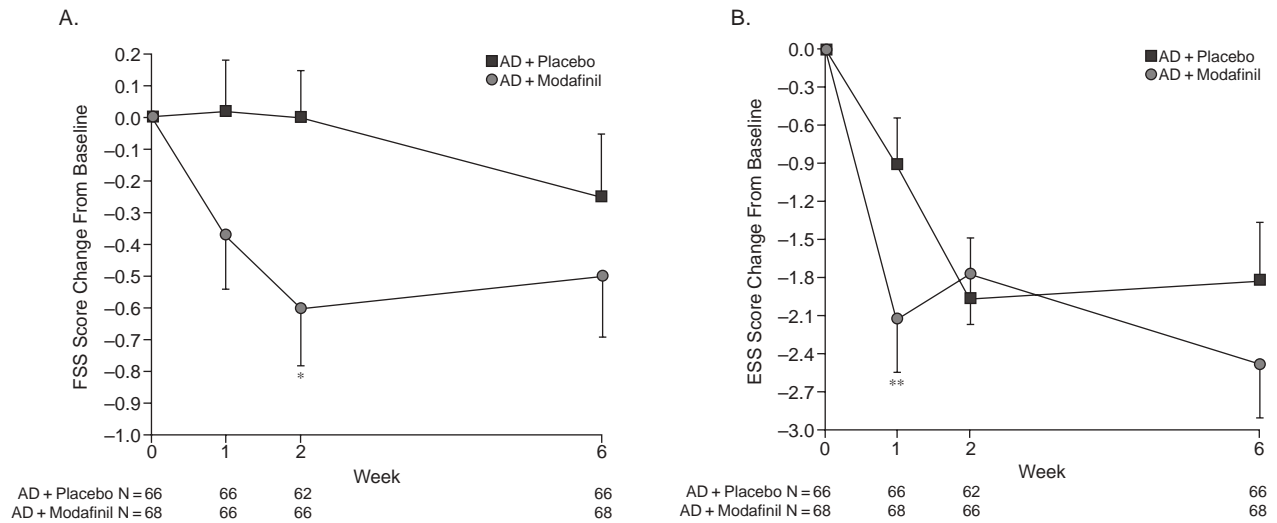 A.
0.2
0.1
0.0
–0.1
–0.2
–0.3
–0.4
–0.5
–0.6
–0.7
–0.8
–0.9
–1.0
FSS Score Change From Baseline
AD + Placebo
AD + Modafinil
*
0 1 2 6
Week
AD + Placebo N = 66 66 62 66
AD + Modafinil N = 68 66 66 68
B.
0.0
–0.3
–0.6
–0.9
–1.2
–1.5
–1.8
–2.1
–2.4
–2.7
–3.0
ESS Score Change From Baseline
AD + Placebo
AD + Modafinil
**
0 1 2 6
Week
AD + Placebo N = 66 66 62 66
AD + Modafinil N = 68 68 66 68